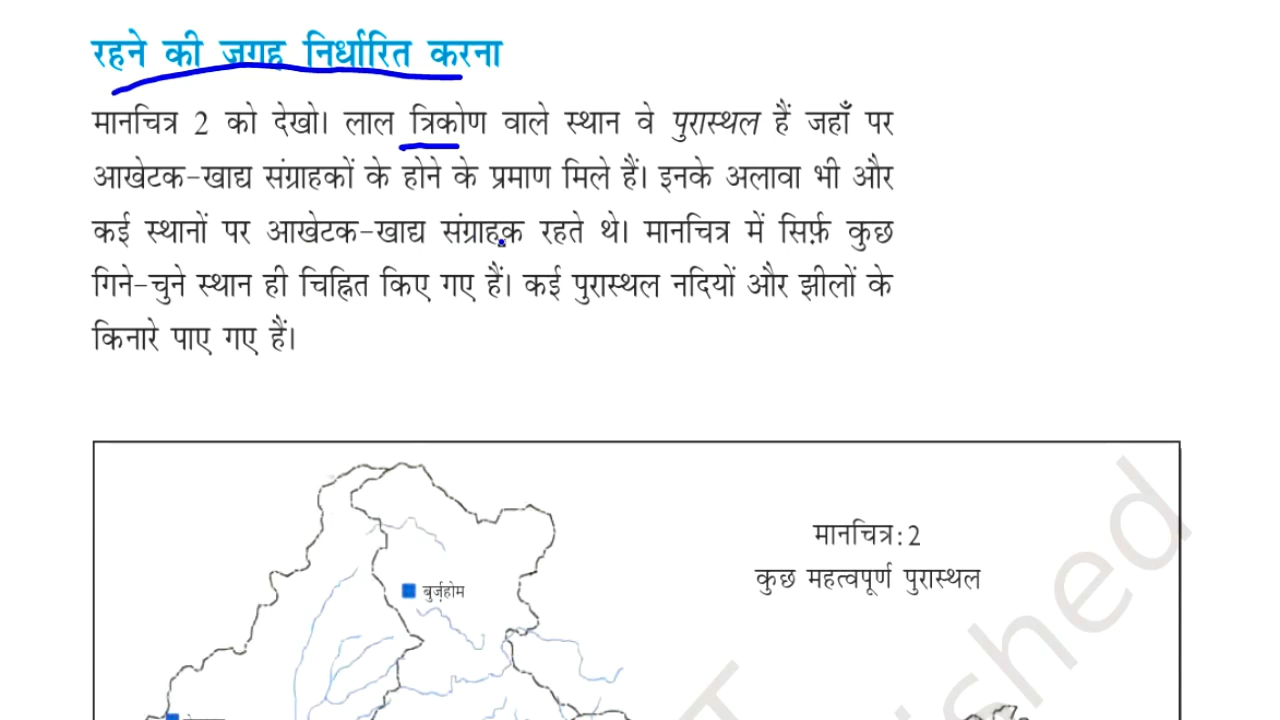 रहने की जगह निर्धारित करना
मानचित्र 2 को देखो। लाल त्रिकोण वाले स्थान वे पुरास्थल हैं जहाँ पर
आखेटक-खाद्य संग्राहकों के होने के प्रमाण मिले हैं। इनके अलावा भी और
कई स्थानों पर आखेटक-खाद्य संग्राहक रहते थे। मानचित्र में सिर्फ़ कुछ
गिने-चुने स्थान ही चिह्नित किए गए हैं। कई पुरास्थल नदियों और झीलों के
किनारे पाए गए हैं।
मानचित्र:2
कुछ महत्वपूर्ण पुरास्थल
बुर्ज़होम